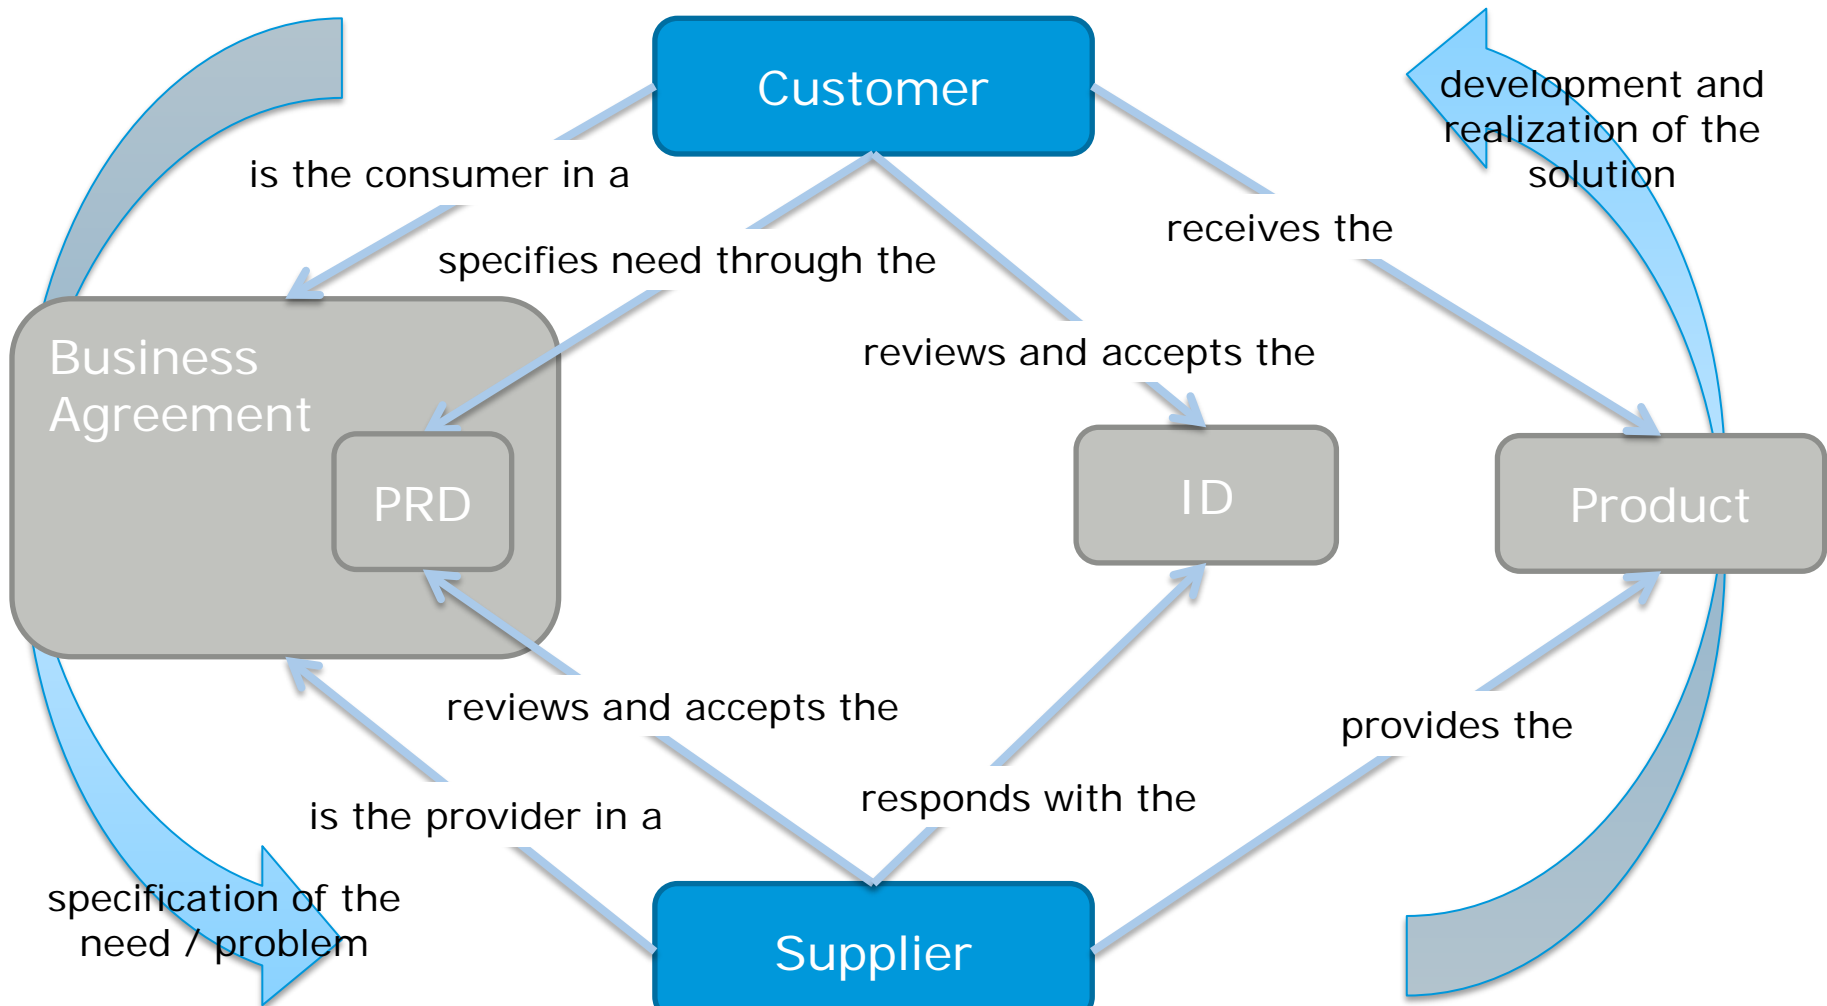 Customer
development and
realization of the
solution
is the consumer in a
receives the
specifies need through the
reviews and accepts the
Business
Agreement
PRD
ID
Product
reviews and accepts the
provides the
responds with the
is the provider in a
specification of the
need / problem
Supplier